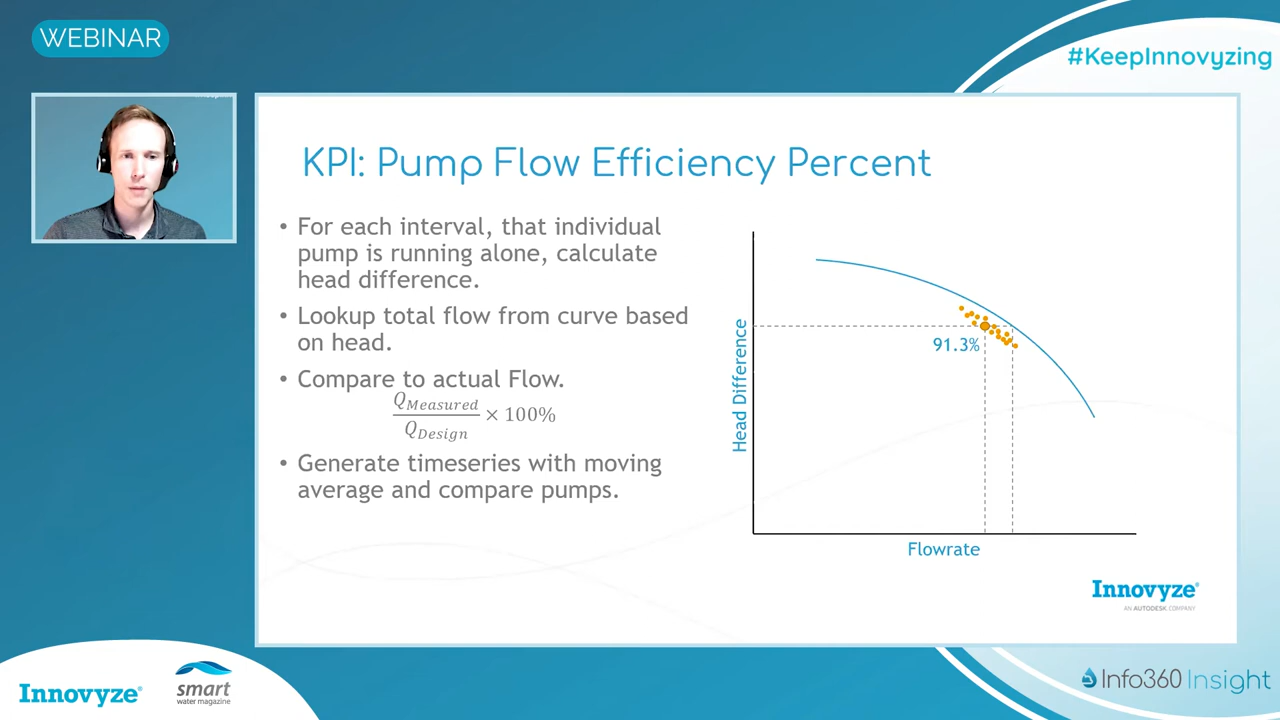 WEBINAR
#KeepInnovyzing
KPI: Pump Flow Efficiency Percent
• For each interval, that individual
pump is running alone, calculate
head difference.
• Lookup total flow from curve based
on head.
• Compare to actual Flow.
Q_Measured / Q_Design × 100%
• Generate timeseries with moving
average and compare pumps.
Head Difference
91.3%
Flowrate
Innovyze®
AN AUTODESK COMPANY
Innovyze®
smart
water magazine
Info360 Insight